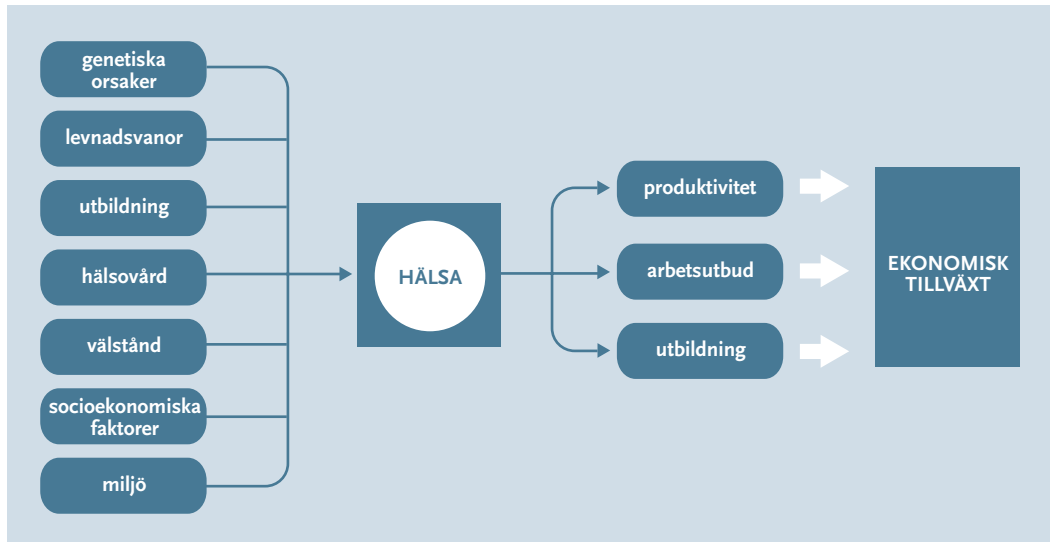 genetiska
orsaker
levnadsvanor
utbildning
hälsovård
välstånd
socioekonomiska
faktorer
miljö
HÄLSA
produktivitet
arbetsutbud
utbildning
EKONOMISK
TILLVÄXT